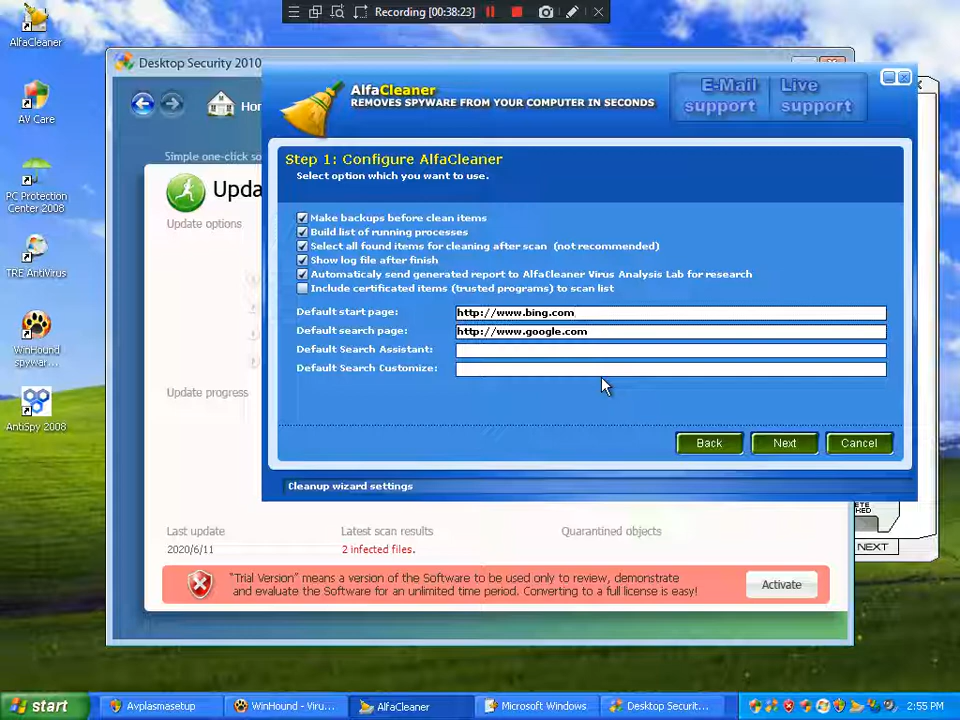 Recording [00:38:23]
AlfaCleaner
AV Care
PC Protection
Center 2008
TRE AntiVirus
WinHound
spywar...
AntiSpy 2008
Desktop Security 2010
Hor
Simple one-click so
Upda
Update options
Update progress
AlfaCleaner
REMOVES SPYWARE FROM YOUR COMPUTER IN SECONDS
E-Mail
support
Live
support
Step 1: Configure AlfaCleaner
Select option which you want to use.
Make backups before clean items
Build list of running processes
Select all found items for cleaning after scan (not recommended)
Show log file after finish
Automaticaly send generated report to AlfaCleaner Virus Analysis Lab for research
Include certificated items (trusted programs) to scan list
Default start page: http://www.bing.com
Default search page: http://www.google.com
Default Search Assistant:
Default Search Customize:
Back Next Cancel
Cleanup wizard settings
NEXT
Last update Latest scan results Quarantined objects
2020/6/11 2 infected files.
"Trial Version" means a version of the Software to be used only to review, demonstrate
and evaluate the Software for an unlimited time period. Converting to a full license is easy!
Activate
start Avplasmasetup WinHound - Viru... AlfaCleaner Microsoft Windows Desktop Securit... 2:55 PM